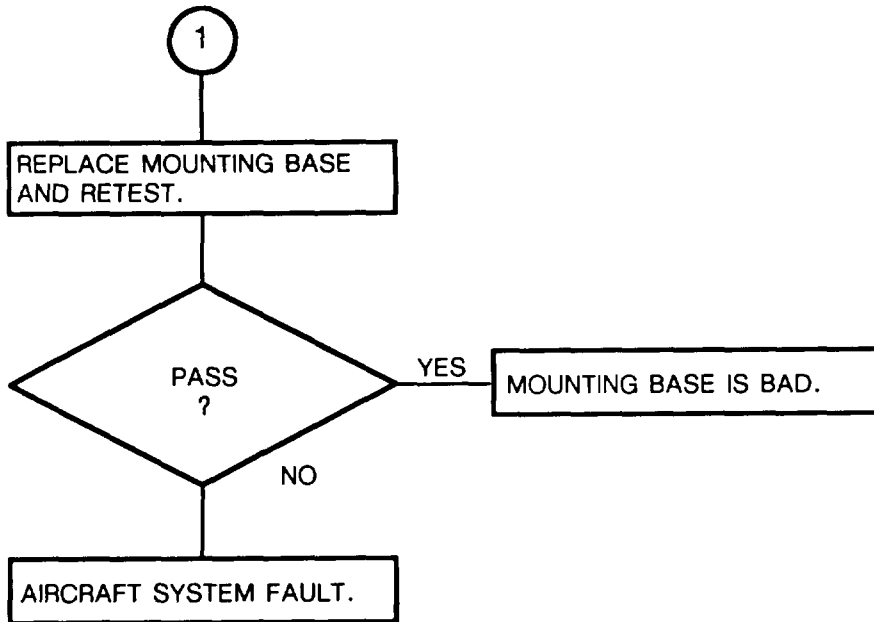 1
REPLACE MOUNTING BASE
AND RETEST.
PASS
?
YES
MOUNTING BASE IS BAD.
NO
AIRCRAFT SYSTEM FAULT.